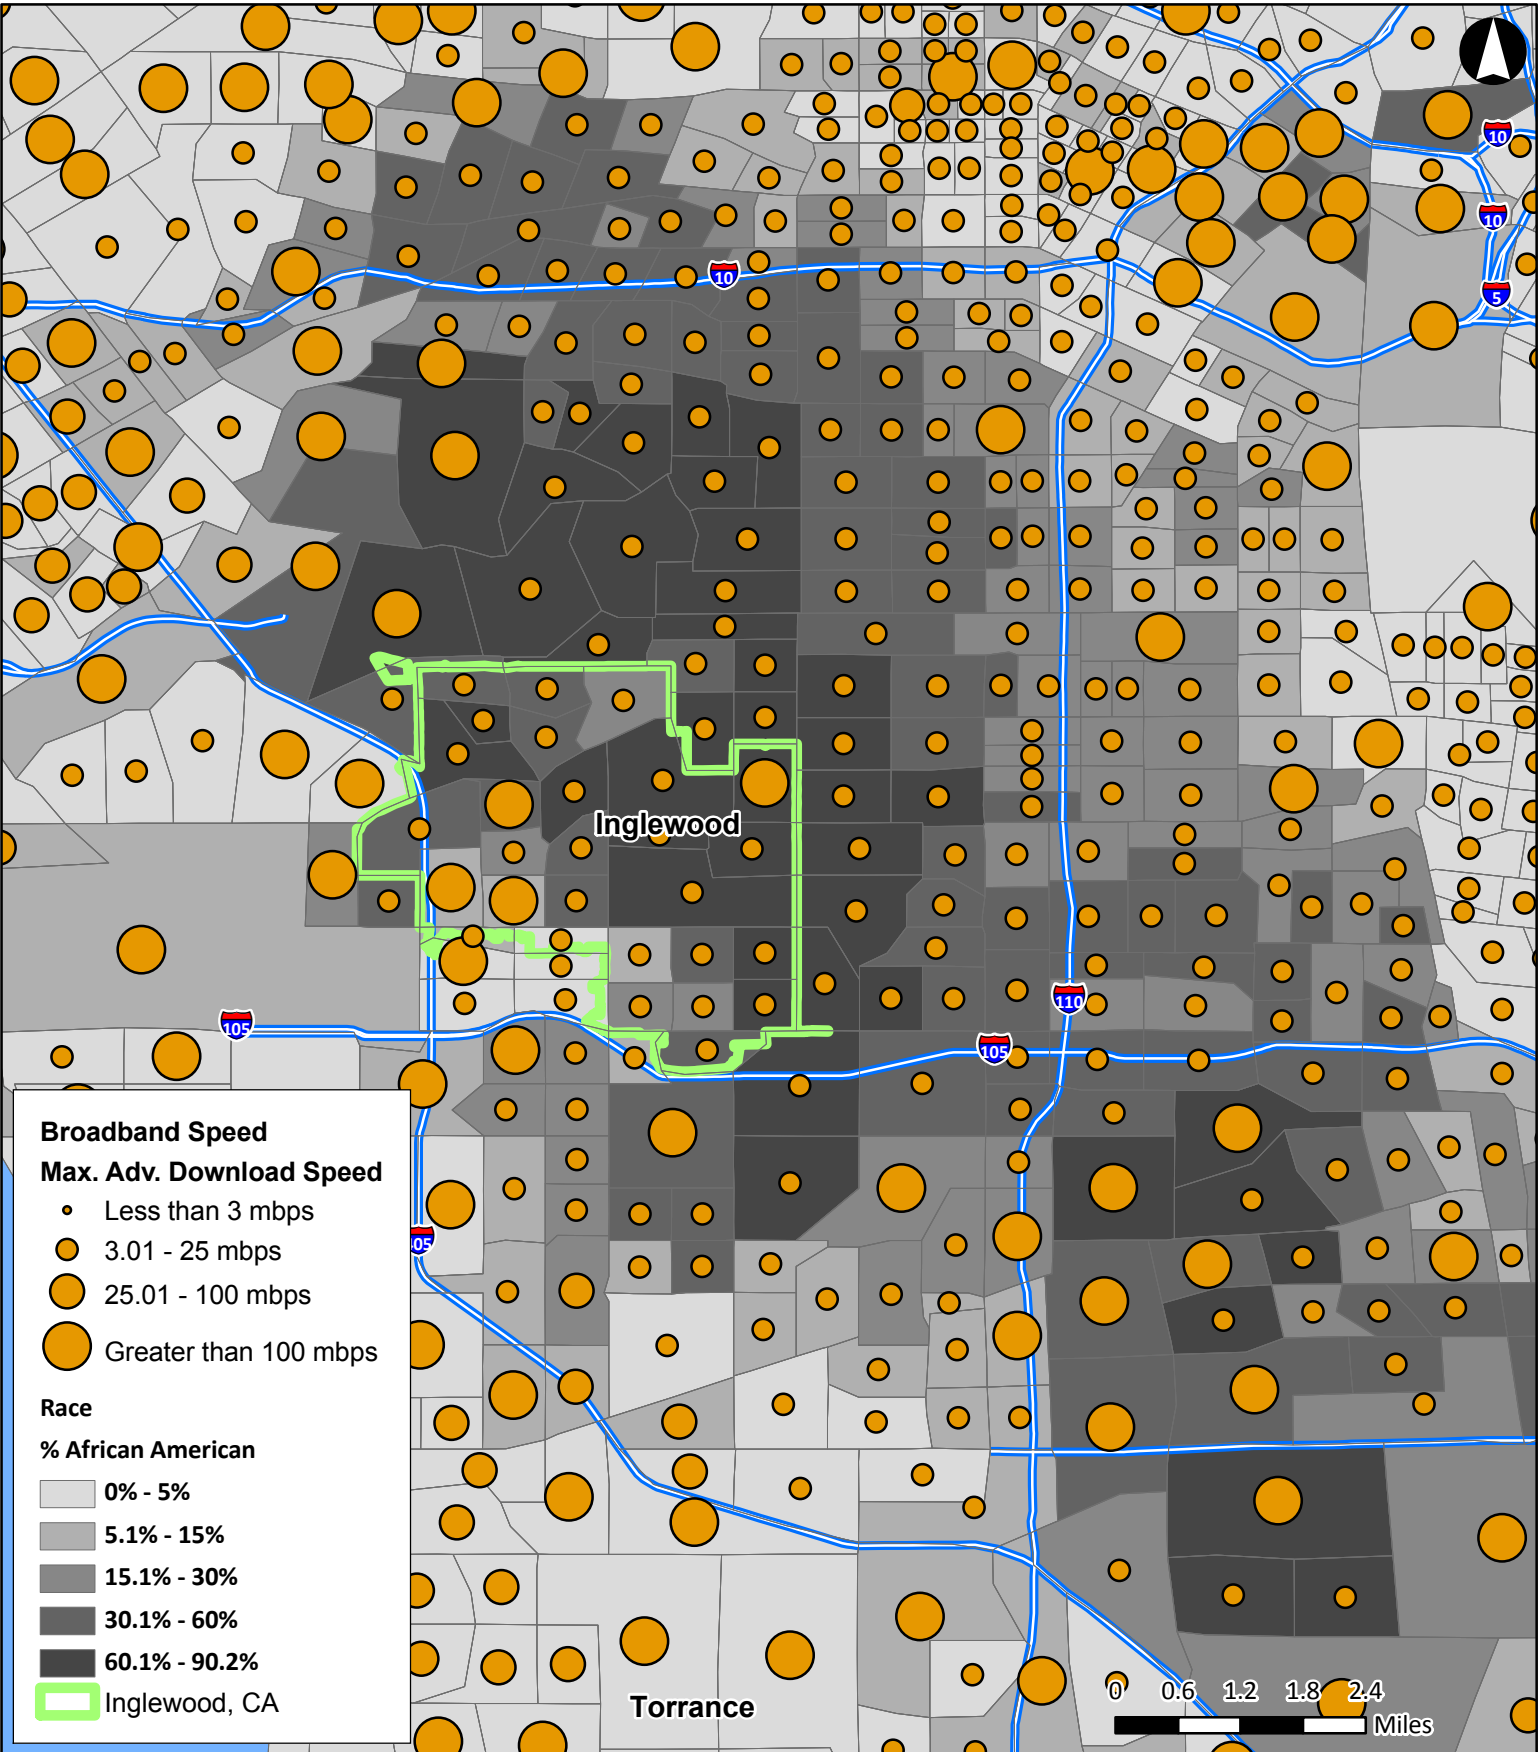 10
10
10
5
Inglewood
110
105
105
Broadband Speed
Max. Adv. Download Speed
Less than 3 mbps
3.01 - 25 mbps
25.01 - 100 mbps
Greater than 100 mbps
05
Race
% African American
0% - 5%
5.1% - 15%
15.1% - 30%
30.1% - 60%
60.1% - 90.2%
Inglewood, CA
Torrance
0 0.6 1.2 1.8 2.4
Miles